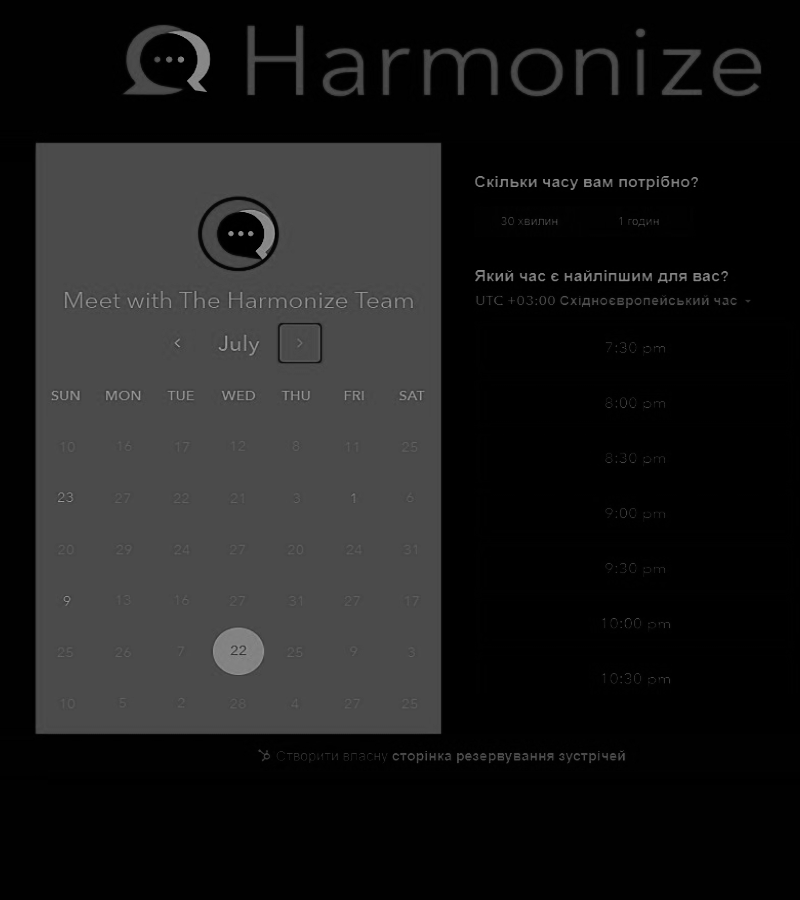 Harmonize
Meet with The Harmonize Team
July
SUN MON TUE WED THU FRI SAT
10 16 17 12 8 11 25
23 27 22 21 3 1 6
20 29 24 27 20 24 31
9 13 16 27 31 27 17
25 26 7 22 25 9 3
10 5 2 28 4 27 25
Скільки часу вам потрібно?
30 хвилин 1 годин
Який час є найліпшим для вас?
UTC +03:00 Східноєвропейський час
7:30 pm
8:00 pm
8:30 pm
9:00 pm
9:30 pm
10:00 pm
10:30 pm
Створити власну сторінка резервування зустрічей